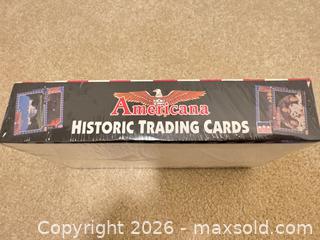 Americana
HISTORIC TRADING CARDS
Copyright 2026 - maxsold.com